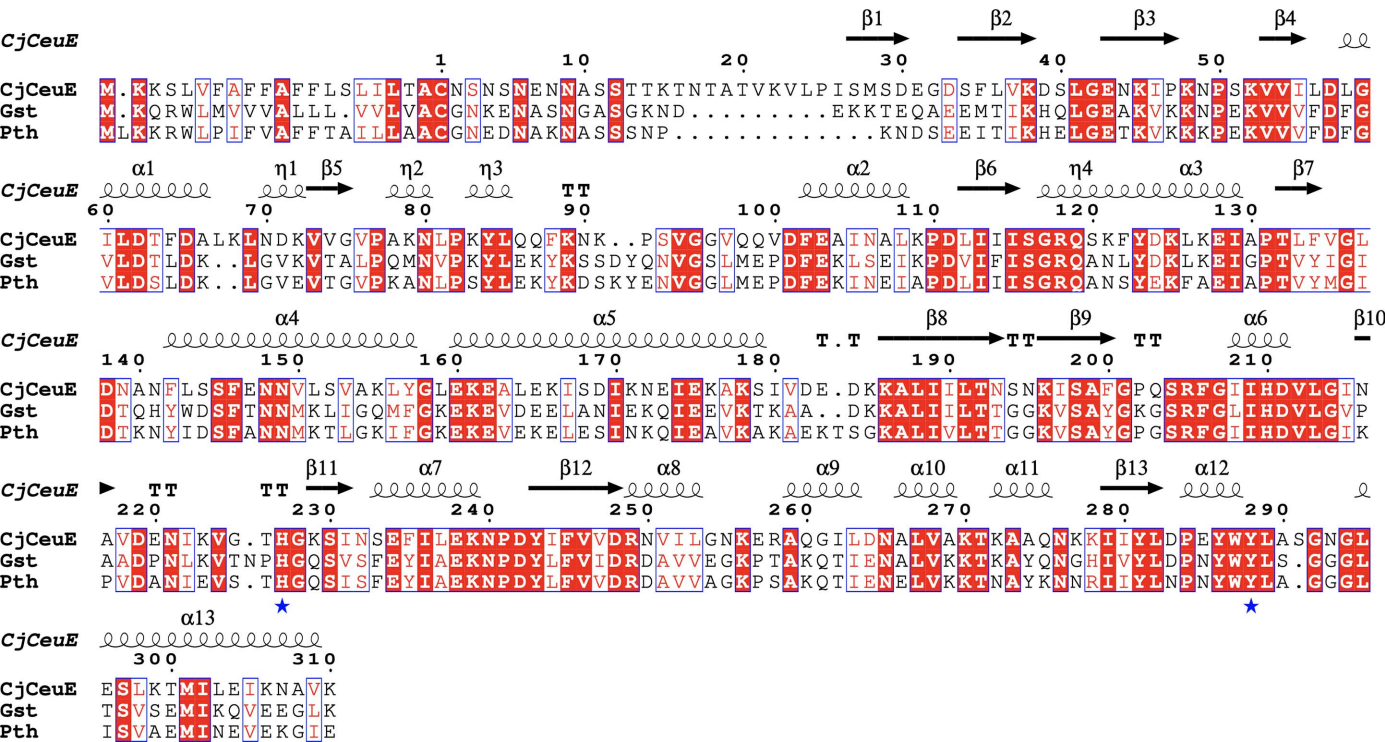 β1 β2 β3 β4
CjCeuE
1 10 20 30 40 50
CjCeuE M.KKSLVFAFFAFFLSLILTACNSNSNENNASSTTKTNTATVKVLPISMSDEGDSFLVKDSLGENKIPKNPSKVVILDLG
Gst M.KQRWLMVVVALLL.VVLVACGNKENASNGASGKND..........EKKTEQAEEMTIKHQLGEATVKKNPEKVVVFDFG
Pth MLKKRWLPIFVAFFTAILLAACGNEDNAKNASSSNP............KNDSEEITIKHELGETKVKKKPEKVVVFDFG
α1 η1 β5 η2 η3 TT α2 β6 η4 α3 β7
CjCeuE
60 70 80 90 100 110 120 130
CjCeuE ILDTFDALKLNDKVVGVPAKNLPKYLQQFKNK..PSVGGVQQVDFEAINALKPDLIIISGRQSKFYDKLKEIAPTLFVGL
Gst VLDTLDK..LGVKVTALPQMNVPKYLEKYKSSDYQNVGSLMEPDFEKLSEIKPDVIFISGRQANLYDKLKEIGPTVYIGI
Pth VLDSLDK..LGVEVTGVPKANLPSYLEKYKDSKYENVGGLMEPDFEKINEIAPDLIIISGRQANSYEKFAEIAPTVYMGI
α4 α5 T.T β8 TT β9 TT α6 β10
CjCeuE
140 150 160 170 180 190 200 210
CjCeuE DNANFLSSFENNVLSVAKLYGLEKEALEKISDIKNEIEKAKSIVDE.DKKALIILTNSNKISAFGPQSRFGIIHDVLGIN
Gst DTQHYWDSFTNNMKLIGQMFGKEKEVDEELANIEKQIEEVKTKAA..DKKALIILTTGGKVSAYGKGSRFGLIHDVLGVP
Pth DTKNYIDSFANNMKTLGKIFGKEKEVEKELESINKQIEAVKAKAEKTSGKALIVLTTGGKVSAYGPGSRFGIIHDVLGIK
TT TT β11 α7 β12 α8 α9 α10 α11 β13 α12
CjCeuE
220 230 240 250 260 270 280 290
CjCeuE AVDENIKVG.THGKSINSEFILEKNPDYIFVVDRNVILGNKERAQGILDNALVAKTKAAQNKKIIYLDPEYWYLASGNGL
Gst AADPNLKVTNPHGQSVSFEYIAEKNPDYLFVIDRDAVVEGKPTAKQTIENALVKKTKAYQNGHIVYLDPNYWYLS.GGGL
Pth PVDANIEVS.THGQSISFEYIAEKNPDYLFVVDRDAVVAGKPSAKQTIENELVKKTNAYKNNRIIYLNPNYWYLA.GGGL
α13
CjCeuE
300 310
CjCeuE ESLKTMILEIKNAVK
Gst TSVSEMIKQVEEGLK
Pth ISVAEMINEVEKGIE